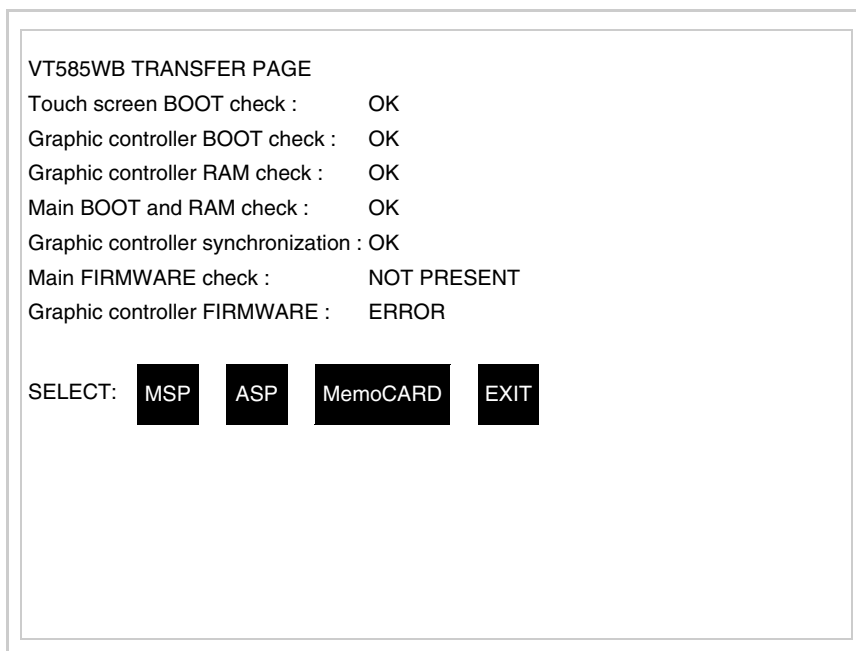 VT585WB TRANSFER PAGE
Touch screen BOOT check : OK
Graphic controller BOOT check : OK
Graphic controller RAM check : OK
Main BOOT and RAM check : OK
Graphic controller synchronization : OK
Main FIRMWARE check : NOT PRESENT
Graphic controller FIRMWARE : ERROR
SELECT: MSP ASP MemoCARD EXIT